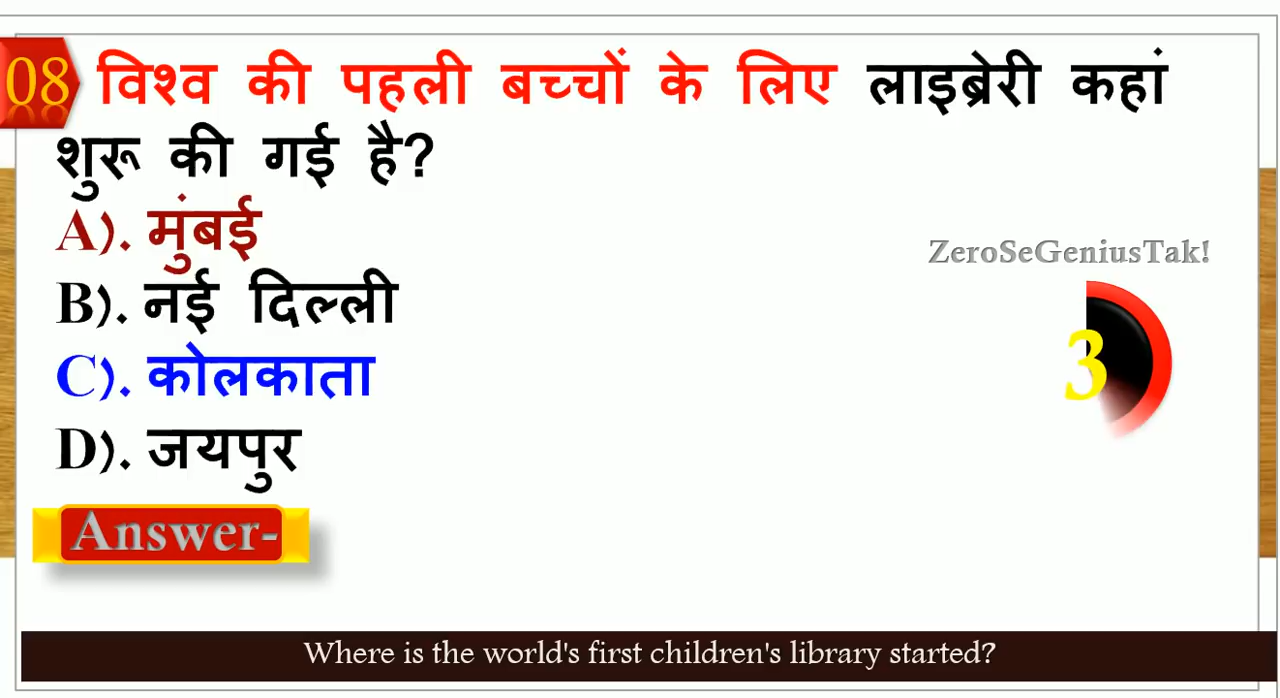 08 विश्व की पहली बच्चों के लिए लाइब्रेरी कहां
शुरू की गई है?
A). मुंबई
ZeroSeGeniusTak!
B). नई दिल्ली
3
C). कोलकाता
D). जयपुर
Answer-
Where is the world's first children's library started?